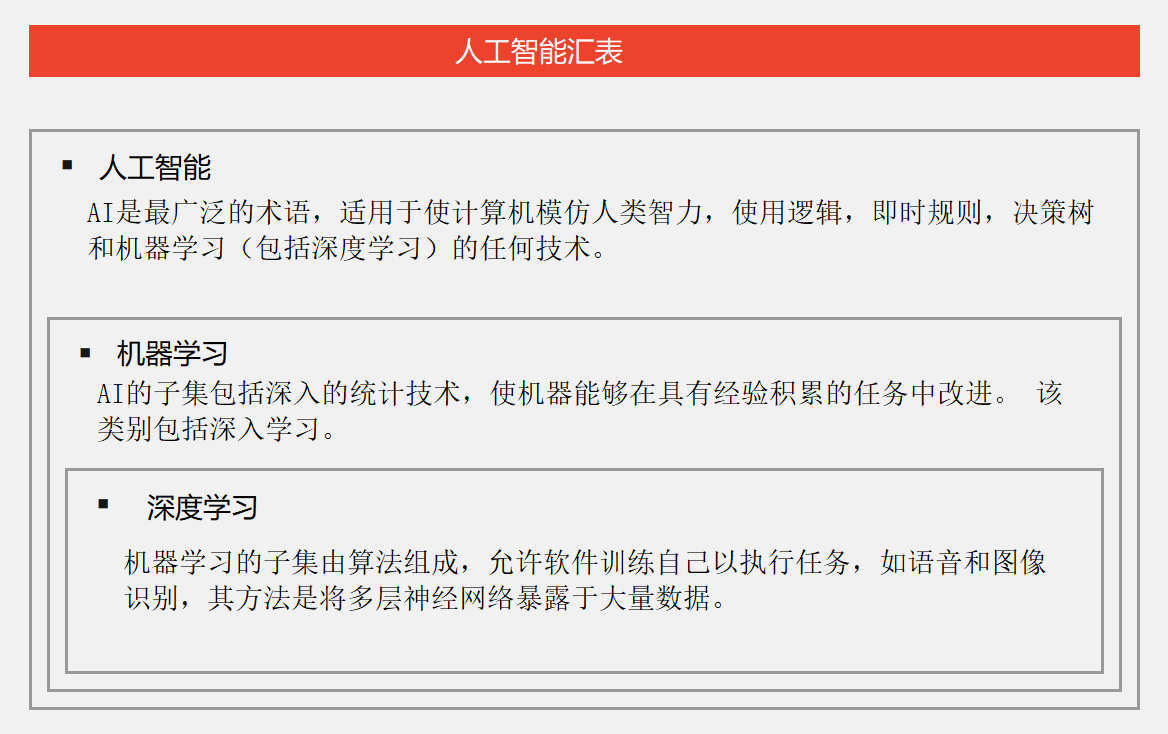 人工智能汇表
▪ 人工智能
AI是最广泛的术语，适用于使计算机模仿人类智力，使用逻辑，即时规则，决策树
和机器学习（包括深度学习）的任何技术。
▪ 机器学习
AI的子集包括深入的统计技术，使机器能够在具有经验积累的任务中改进。 该
类别包括深入学习。
▪ 深度学习
机器学习的子集由算法组成，允许软件训练自己以执行任务，如语音和图像
识别，其方法是将多层神经网络暴露于大量数据。